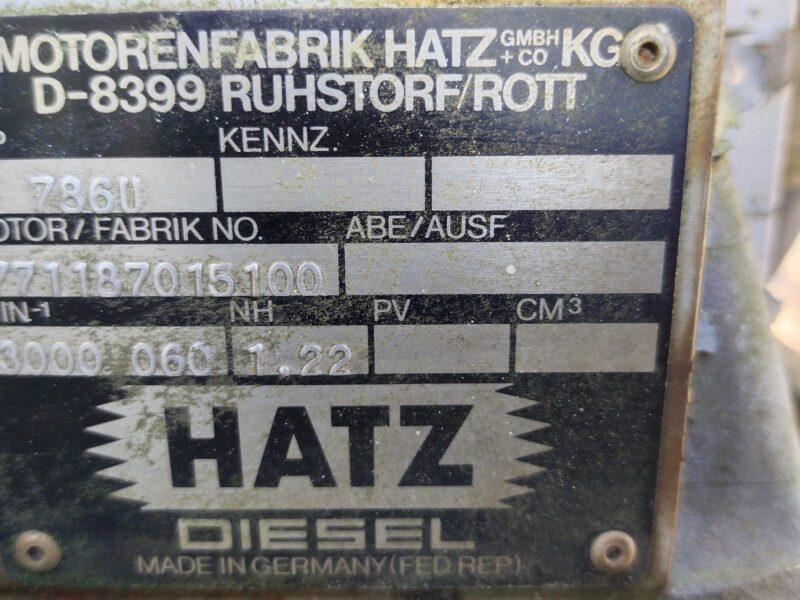 MOTORENFABRIK HATZ GMBH + CO KG
D-8399 RUHSTORF/ROTT
KENNZ.
786U
OTOR/FABRIK NO. ABE/AUSF.
771187015100
IN-1 NH PV CM3
3000 060 1.22
HATZ
DIESEL
MADE IN GERMANY (FED REP)